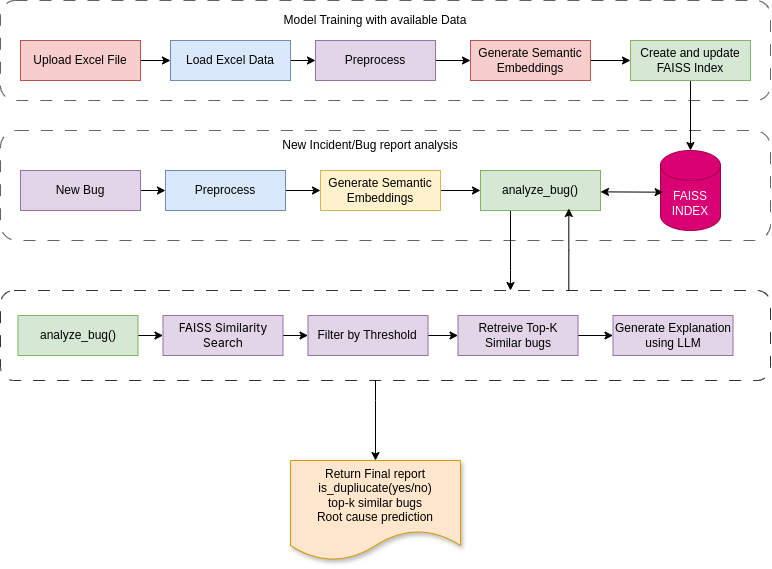 Model Training with available Data
Upload Excel File
Load Excel Data
Preprocess
Generate Semantic
Embeddings
Create and update
FAISS Index
New Incident/Bug report analysis
New Bug
Preprocess
Generate Semantic
Embeddings
analyze_bug()
FAISS
INDEX
analyze_bug()
FAISS Similarity
Search
Filter by Threshold
Retreive Top-K
Similar bugs
Generate Explanation
using LLM
Return Final report
is_dupliucate(yes/no)
top-k similar bugs
Root cause prediction